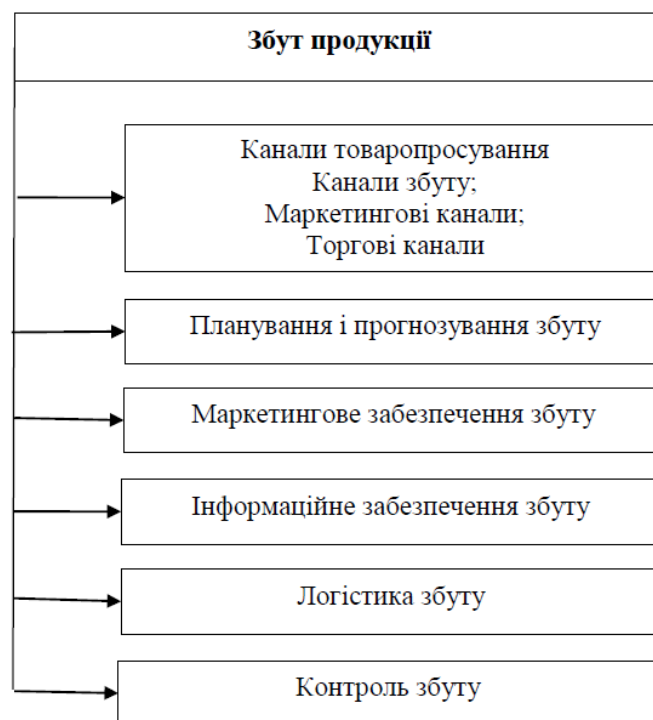 Збут продукції
Канали товаропросування
Канали збуту;
Маркетингові канали;
Торгові канали
Планування і прогнозування збуту
Маркетингове забезпечення збуту
Інформаційне забезпечення збуту
Логістика збуту
Контроль збуту